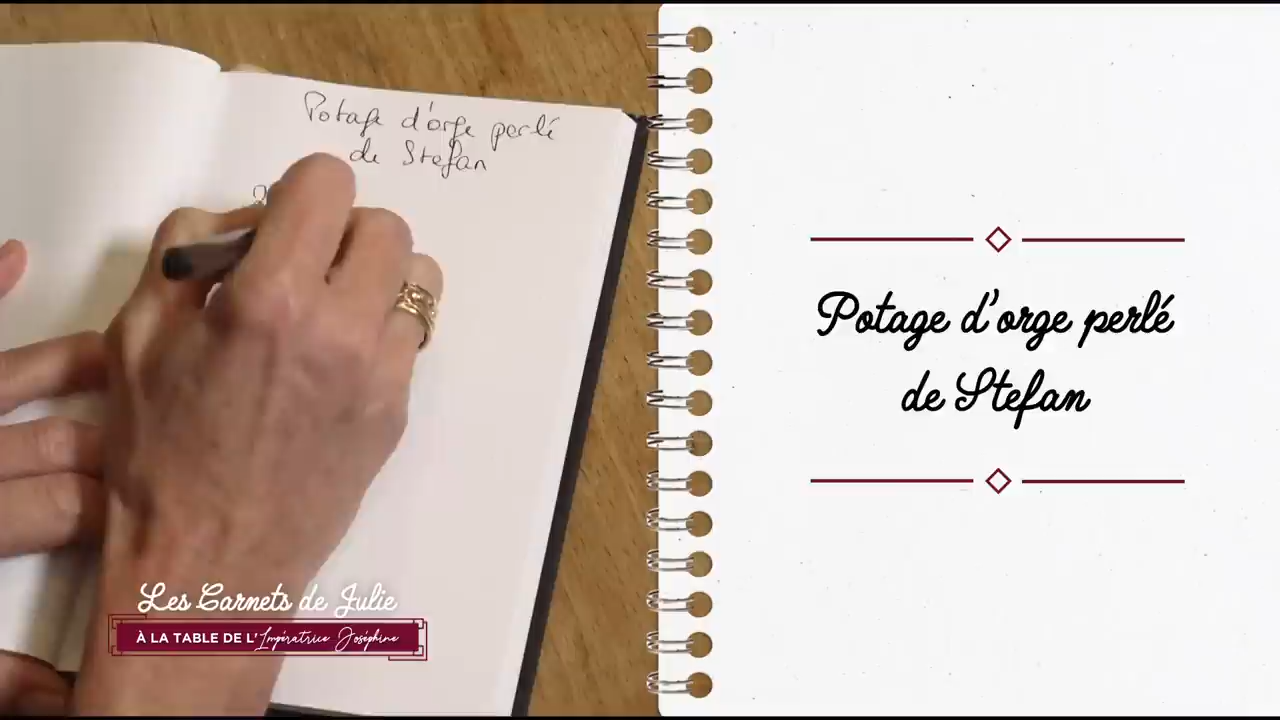 Potage d'orge perlé
de Stefan
Potage d'orge perlé
de Stefan
Les Carnets de Julie
À LA TABLE DE L'Impératrice Joséphine